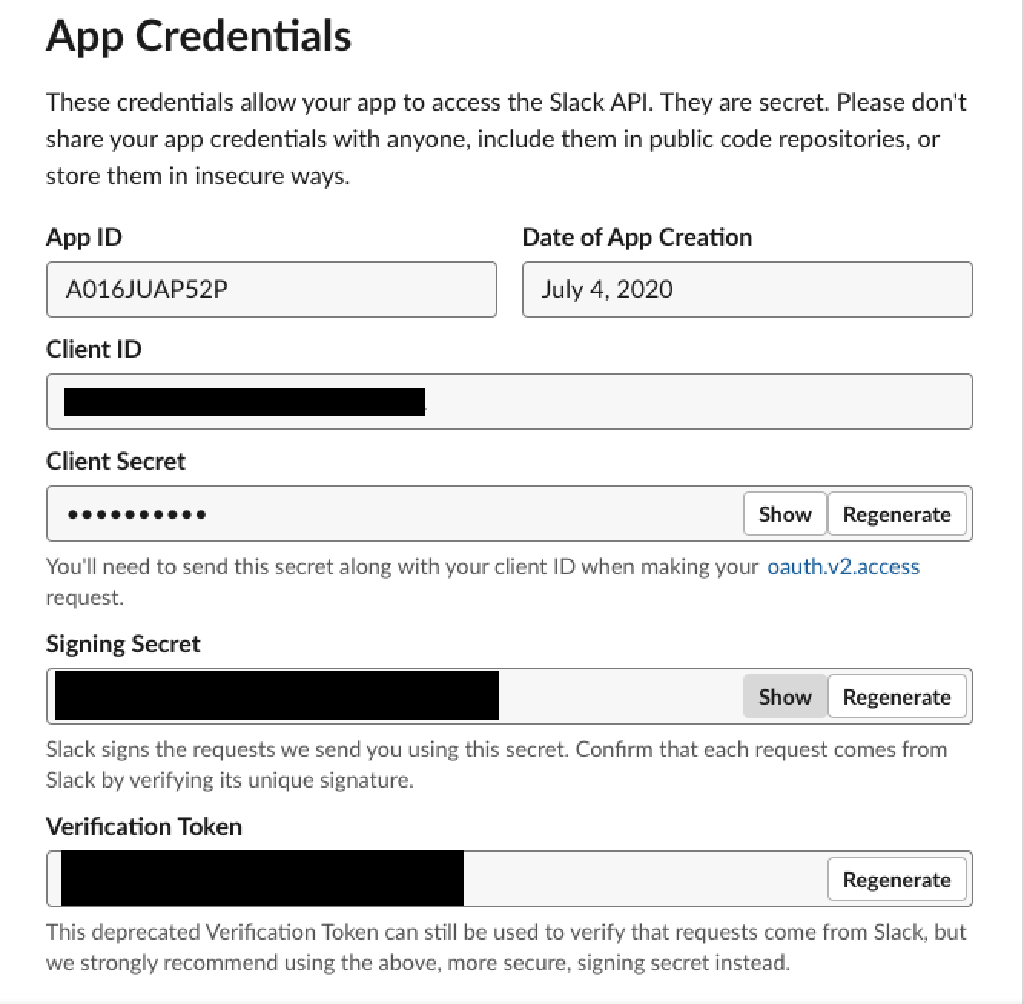 App Credentials
These credentials allow your app to access the Slack API. They are secret. Please don't
share your app credentials with anyone, include them in public code repositories, or
store them in insecure ways.
App ID
Date of App Creation
A016JUAP52P
July 4, 2020
Client ID
Client Secret
••••••••••
Show
Regenerate
You'll need to send this secret along with your client ID when making your oauth.v2.access
request.
Signing Secret
Show
Regenerate
Slack signs the requests we send you using this secret. Confirm that each request comes from
Slack by verifying its unique signature.
Verification Token
Regenerate
This deprecated Verification Token can still be used to verify that requests come from Slack, but
we strongly recommend using the above, more secure, signing secret instead.